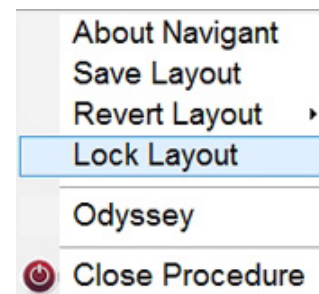 About Navigant
Save Layout
Revert Layout
Lock Layout
Odyssey
Close Procedure